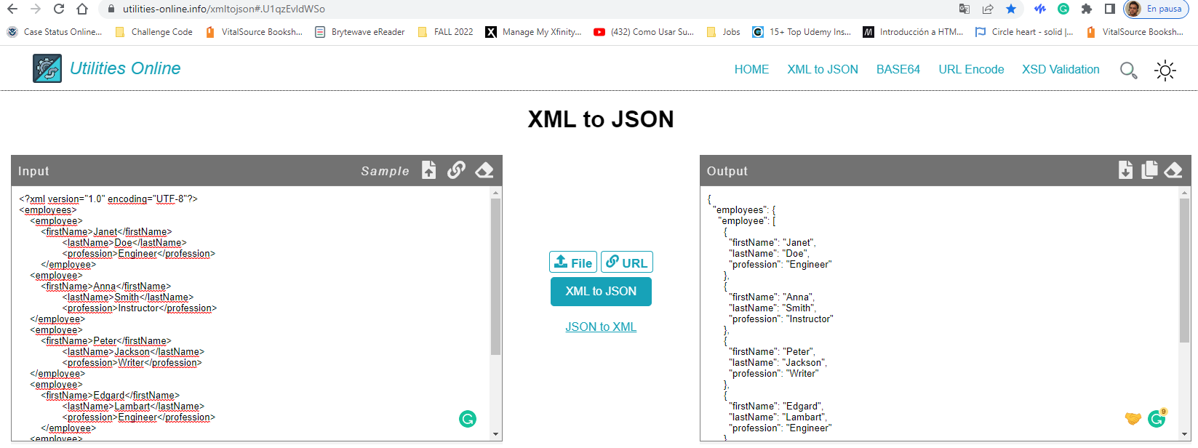 utilities-online.info/xmltojson#.U1qzEvldWSo
En pausa
Case Status Online...
Challenge Code
VitalSource Booksh...
Brytewave eReader
FALL 2022
Manage My Xfinity...
(432) Como Usar Su...
Jobs
15+ Top Udemy Ins...
Introducción a HTM...
Circle heart - solid |...
VitalSource Booksh...
Utilities Online
HOME
XML to JSON
BASE64
URL Encode
XSD Validation
XML to JSON
Input
Sample
<?xml version="1.0" encoding="UTF-8"?>
<employees>
<employee>
<firstName>Janet</firstName>
<lastName>Doe</lastName>
<profession>Engineer</profession>
</employee>
<employee>
<firstName>Anna</firstName>
<lastName>Smith</lastName>
<profession>Instructor</profession>
</employee>
<employee>
<firstName>Peter</firstName>
<lastName>Jackson</lastName>
<profession>Writer</profession>
</employee>
<employee>
<firstName>Edgard</firstName>
<lastName>Lambart</lastName>
<profession>Engineer</profession>
</employee>
<employee>
File
URL
XML to JSON
JSON to XML
Output
{
"employees": {
"employee": [
{
"firstName": "Janet",
"lastName": "Doe",
"profession": "Engineer"
},
{
"firstName": "Anna",
"lastName": "Smith",
"profession": "Instructor"
},
{
"firstName": "Peter",
"lastName": "Jackson",
"profession": "Writer"
},
{
"firstName": "Edgard",
"lastName": "Lambart",
"profession": "Engineer"
}
9